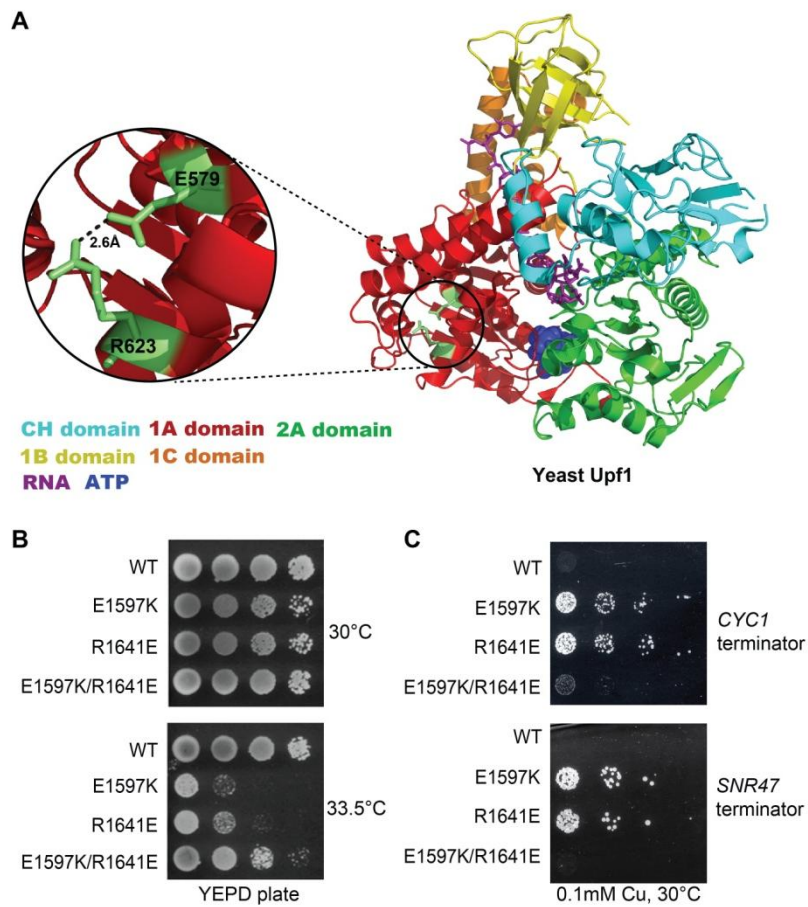 A
E579
2.6Å
R623
CH domain 1A domain 2A domain
1B domain 1C domain
RNA ATP
Yeast Upf1
B
WT
E1597K
R1641E
E1597K/R1641E
30°C
WT
E1597K
R1641E
E1597K/R1641E
33.5°C
YEPD plate
C
WT
E1597K
R1641E
E1597K/R1641E
CYC1
terminator
WT
E1597K
R1641E
E1597K/R1641E
SNR47
terminator
0.1mM Cu, 30°C